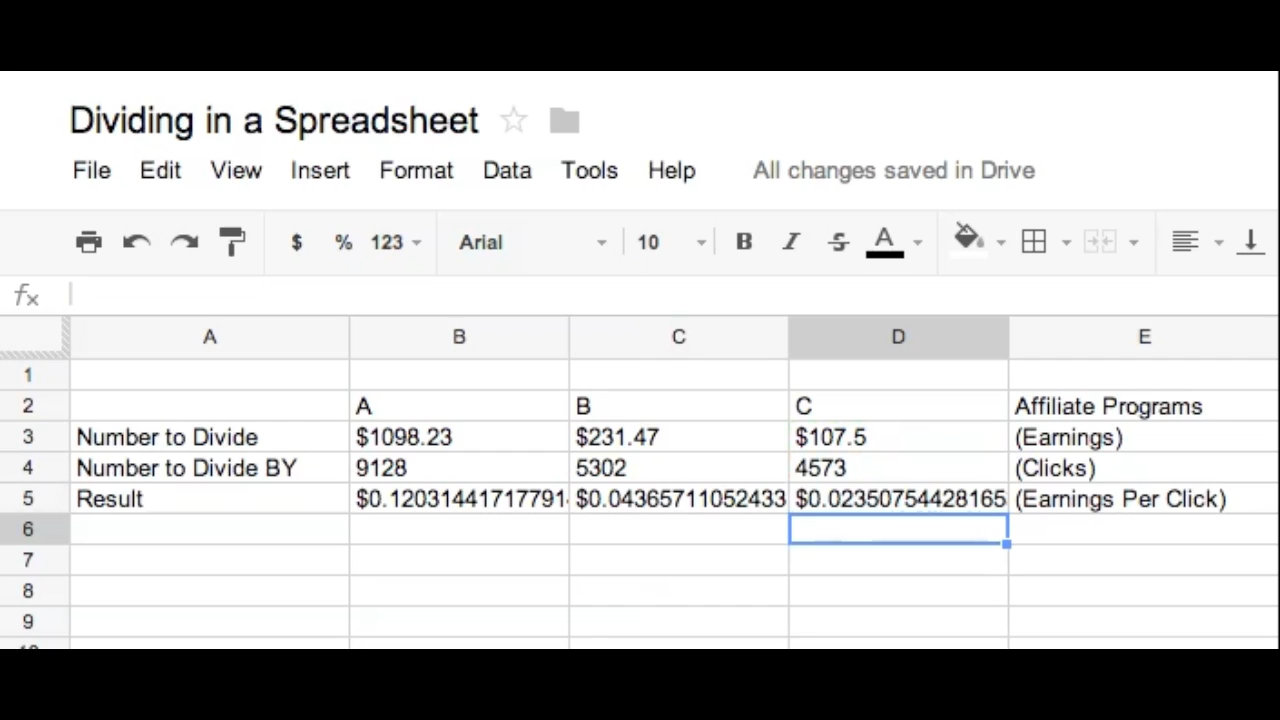 Dividing in a Spreadsheet
File Edit View Insert Format Data Tools Help All changes saved in Drive
$ % 123 Arial 10 B I S A
fx
A B C D E
1
2 A B C Affiliate Programs
3 Number to Divide $1098.23 $231.47 $107.5 (Earnings)
4 Number to Divide BY 9128 5302 4573 (Clicks)
5 Result $0.120314417177914 $0.04365711052433 $0.02350754428165 (Earnings Per Click)
6
7
8
9